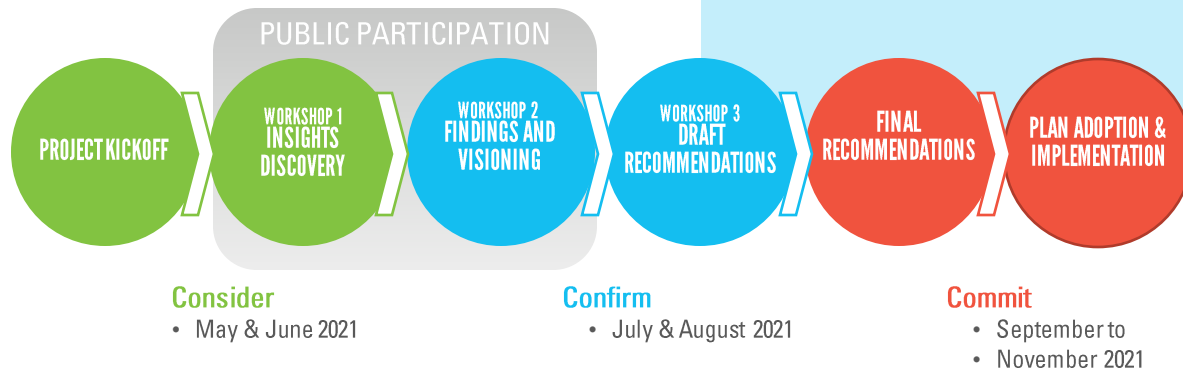 PUBLIC PARTICIPATION
PROJECT KICKOFF
WORKSHOP 1
INSIGHTS
DISCOVERY
WORKSHOP 2
FINDINGS AND
VISIONING
WORKSHOP 3
DRAFT
RECOMMENDATIONS
FINAL
RECOMMENDATIONS
PLAN ADOPTION &
IMPLEMENTATION
Consider
• May & June 2021
Confirm
• July & August 2021
Commit
• September to
• November 2021